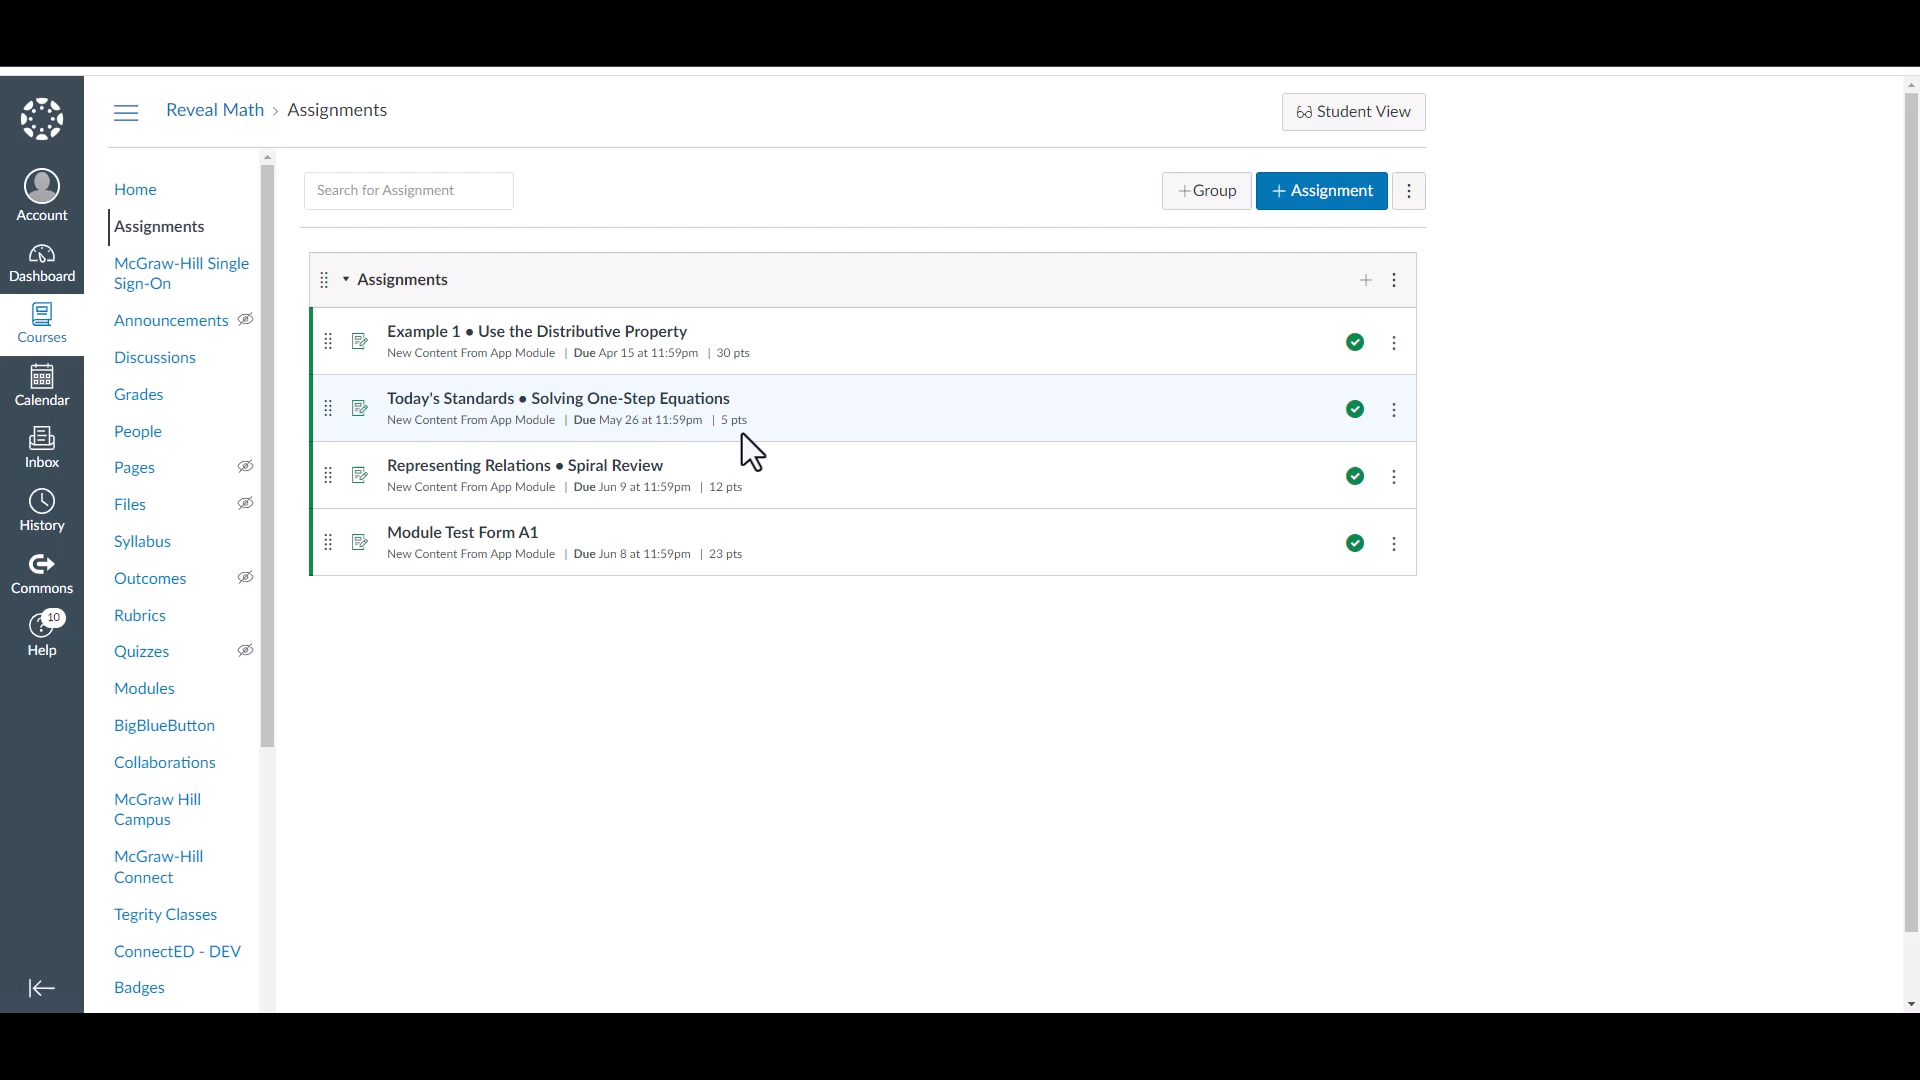 Reveal Math › Assignments
Student View
Account
Dashboard
Courses
Calendar
Inbox
History
Commons
10
Help
Home
Assignments
McGraw-Hill Single
Sign-On
Announcements
Discussions
Grades
People
Pages
Files
Syllabus
Outcomes
Rubrics
Quizzes
Modules
BigBlueButton
Collaborations
McGraw Hill
Campus
McGraw-Hill
Connect
Tegrity Classes
ConnectED - DEV
Badges
Search for Assignment
+Group
+ Assignment
Assignments
Example 1 • Use the Distributive Property
New Content From App Module | Due Apr 15 at 11:59pm | 30 pts
Today's Standards • Solving One-Step Equations
New Content From App Module | Due May 26 at 11:59pm | 5 pts
Representing Relations • Spiral Review
New Content From App Module | Due Jun 9 at 11:59pm | 12 pts
Module Test Form A1
New Content From App Module | Due Jun 8 at 11:59pm | 23 pts